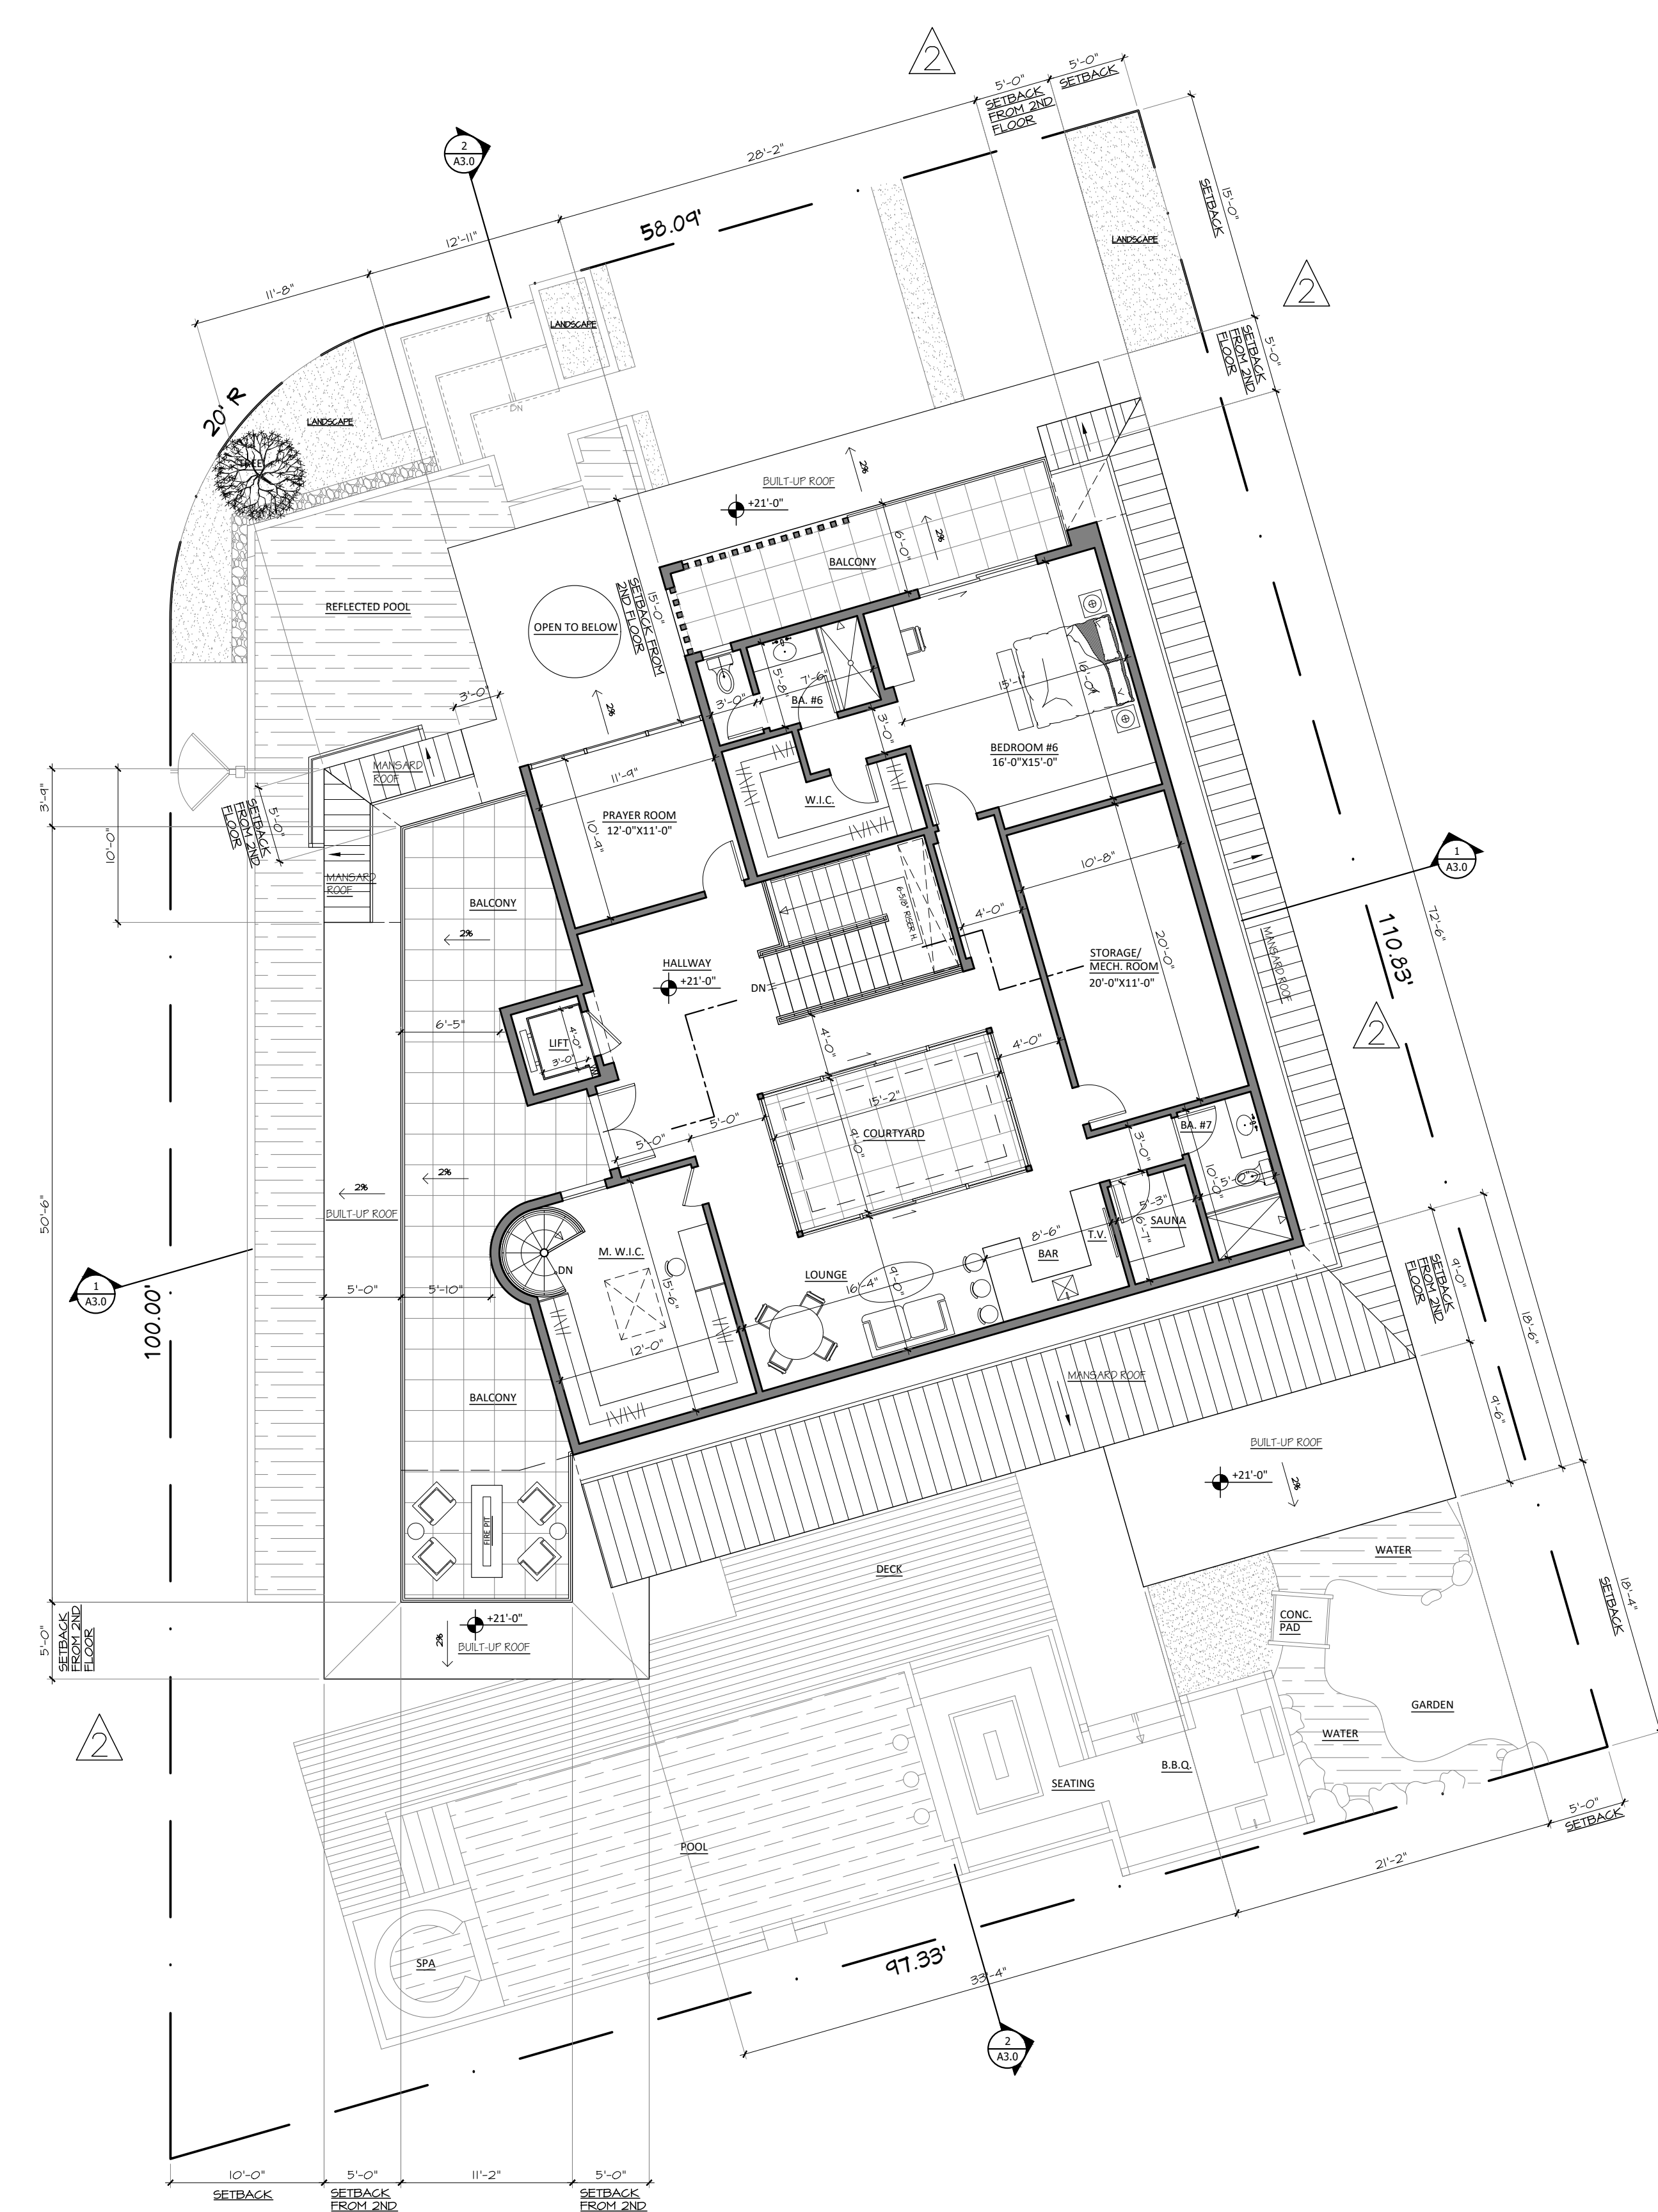 2
5'-0"
SETBACK
5'-0"
SETBACK
FROM 2ND
FLOOR
28'-2"
2
A3.0
58.09'
12'-11"
11'-8"
15'-0"
SETBACK
LANDSCAPE
2
LANDSCAPE
5'-0"
SETBACK
FROM 2ND
FLOOR
20' R
LANDSCAPE
DN
TREE
BUILT-UP ROOF
2%
+21'-0"
6'-0"
2%
BALCONY
REFLECTED POOL
OPEN TO BELOW
15'-0"
SETBACK FROM
2ND FLOOR
2%
3'-0"
3'-0"
5'-8"
7'-6"
BA. #6
3'-0"
15'-1"
16'-0"
BEDROOM #6
16'-0"X15'-0"
MANSARD
ROOF
11'-9"
W.I.C.
3'-9"
10'-0"
5'-0"
SETBACK
FROM 2ND
FLOOR
PRAYER ROOM
12'-0"X11'-0"
10'-9"
MANSARD
ROOF
10'-8"
1
A3.0
BALCONY
2%
6-5/8" RISER H.
4'-0"
72'-6"
110.83'
HALLWAY
+21'-0"
DN
STORAGE/
MECH. ROOM
20'-0"X11'-0"
20'-0"
MANSARD ROOF
6'-5"
LIFT
4'-0"
3'-0"
4'-0"
4'-0"
2
15'-2"
COURTYARD
9'-0"
5'-0"
5'-0"
BA. #7
3'-0"
10'-0"
5'-0"
2%
2%
BUILT-UP ROOF
50'-6"
5'-3"
SAUNA
6'-7"
T.V.
8'-6"
BAR
M. W.I.C.
DN
LOUNGE
16'-4"
9'-0"
15'-6"
12'-0"
1
A3.0
100.00'
5'-0"
5'-10"
9'-0"
SETBACK
FROM 2ND
FLOOR
18'-6"
9'-6"
MANSARD ROOF
BALCONY
BUILT-UP ROOF
+21'-0"
2%
FIRE PIT
DECK
WATER
CONC.
PAD
18'-4"
SETBACK
5'-0"
SETBACK
FROM 2ND
FLOOR
+21'-0"
2%
BUILT-UP ROOF
2
GARDEN
WATER
B.B.Q.
SEATING
5'-0"
SETBACK
POOL
21'-2"
SPA
97.33'
33'-4"
2
A3.0
10'-0"
SETBACK
5'-0"
SETBACK
FROM 2ND
11'-2"
5'-0"
SETBACK
FROM 2ND